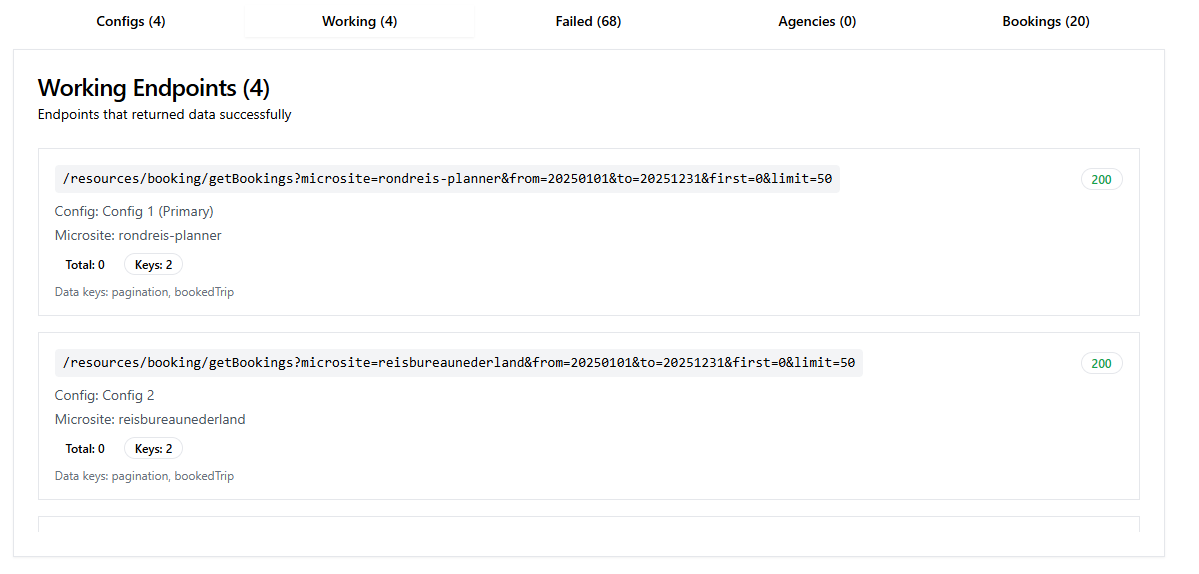 Configs (4) Working (4) Failed (68) Agencies (0) Bookings (20)
Working Endpoints (4)
Endpoints that returned data successfully
/resources/booking/getBookings?microsite=rondreis-planner&from=20250101&to=20251231&first=0&limit=50 200
Config: Config 1 (Primary)
Microsite: rondreis-planner
Total: 0 Keys: 2
Data keys: pagination, bookedTrip
/resources/booking/getBookings?microsite=reisbureaunederland&from=20250101&to=20251231&first=0&limit=50 200
Config: Config 2
Microsite: reisbureaunederland
Total: 0 Keys: 2
Data keys: pagination, bookedTrip